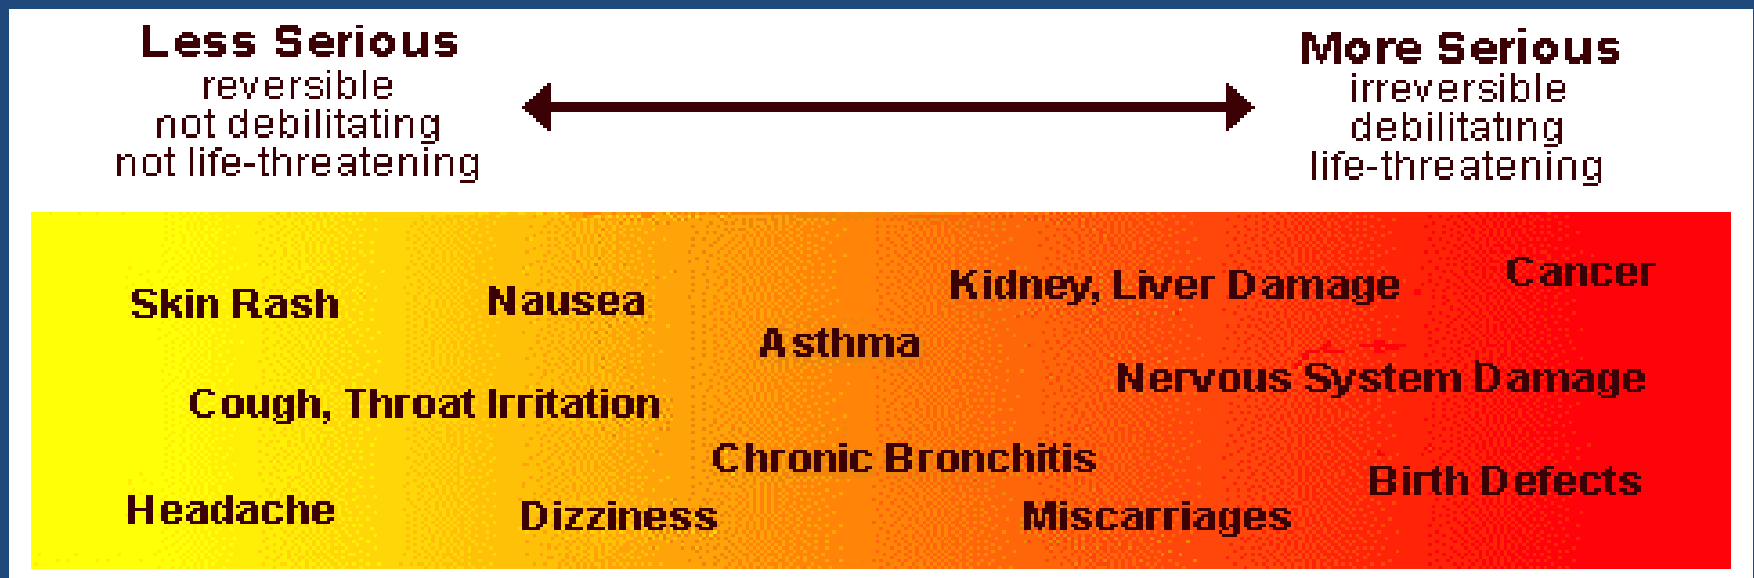 Less Serious
reversible
not debilitating
not life-threatening
More Serious
irreversible
debilitating
life-threatening
Skin Rash
Nausea
Kidney, Liver Damage
Cancer
Asthma
Nervous System Damage
Cough, Throat Irritation
Chronic Bronchitis
Birth Defects
Headache
Dizziness
Miscarriages